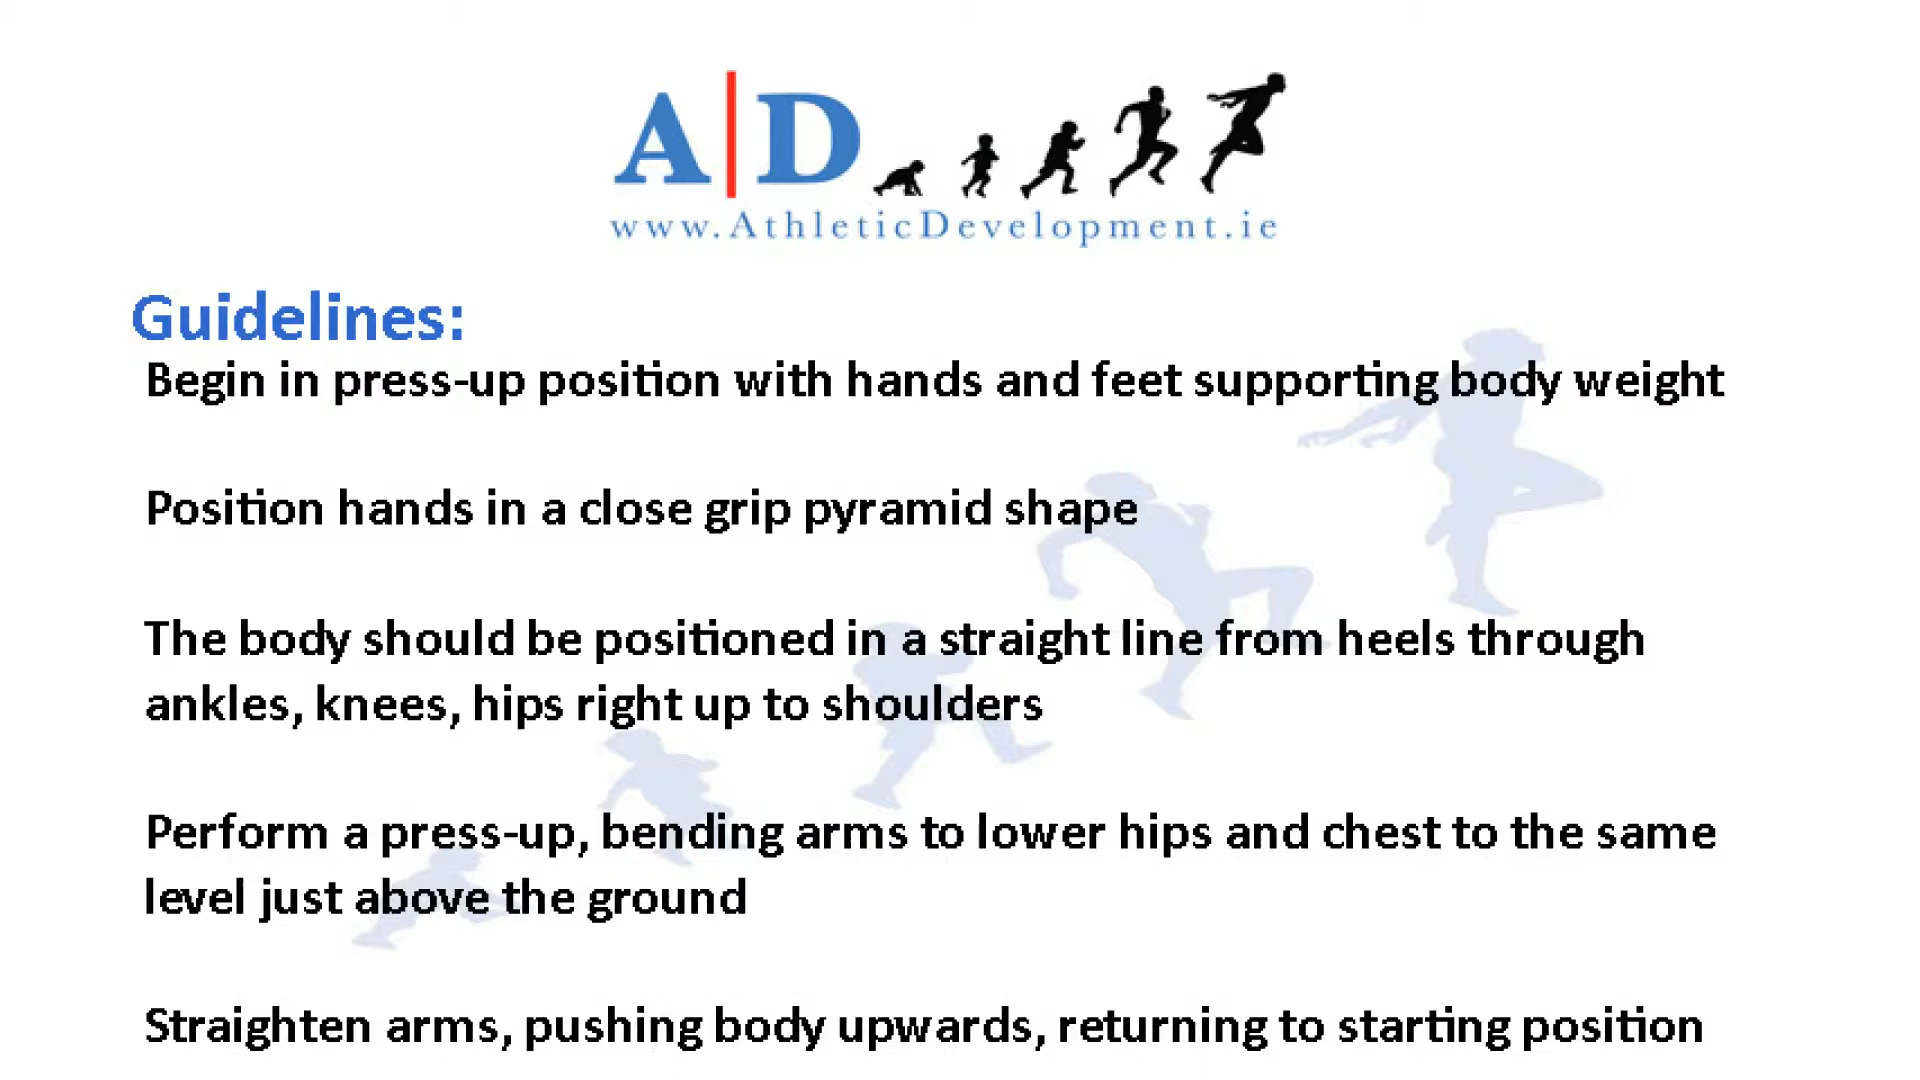 A|D
www.AthleticDevelopment.ie
Guidelines:
Begin in press-up position with hands and feet supporting body weight
Position hands in a close grip pyramid shape
The body should be positioned in a straight line from heels through
ankles, knees, hips right up to shoulders
Perform a press-up, bending arms to lower hips and chest to the same
level just above the ground
Straighten arms, pushing body upwards, returning to starting position